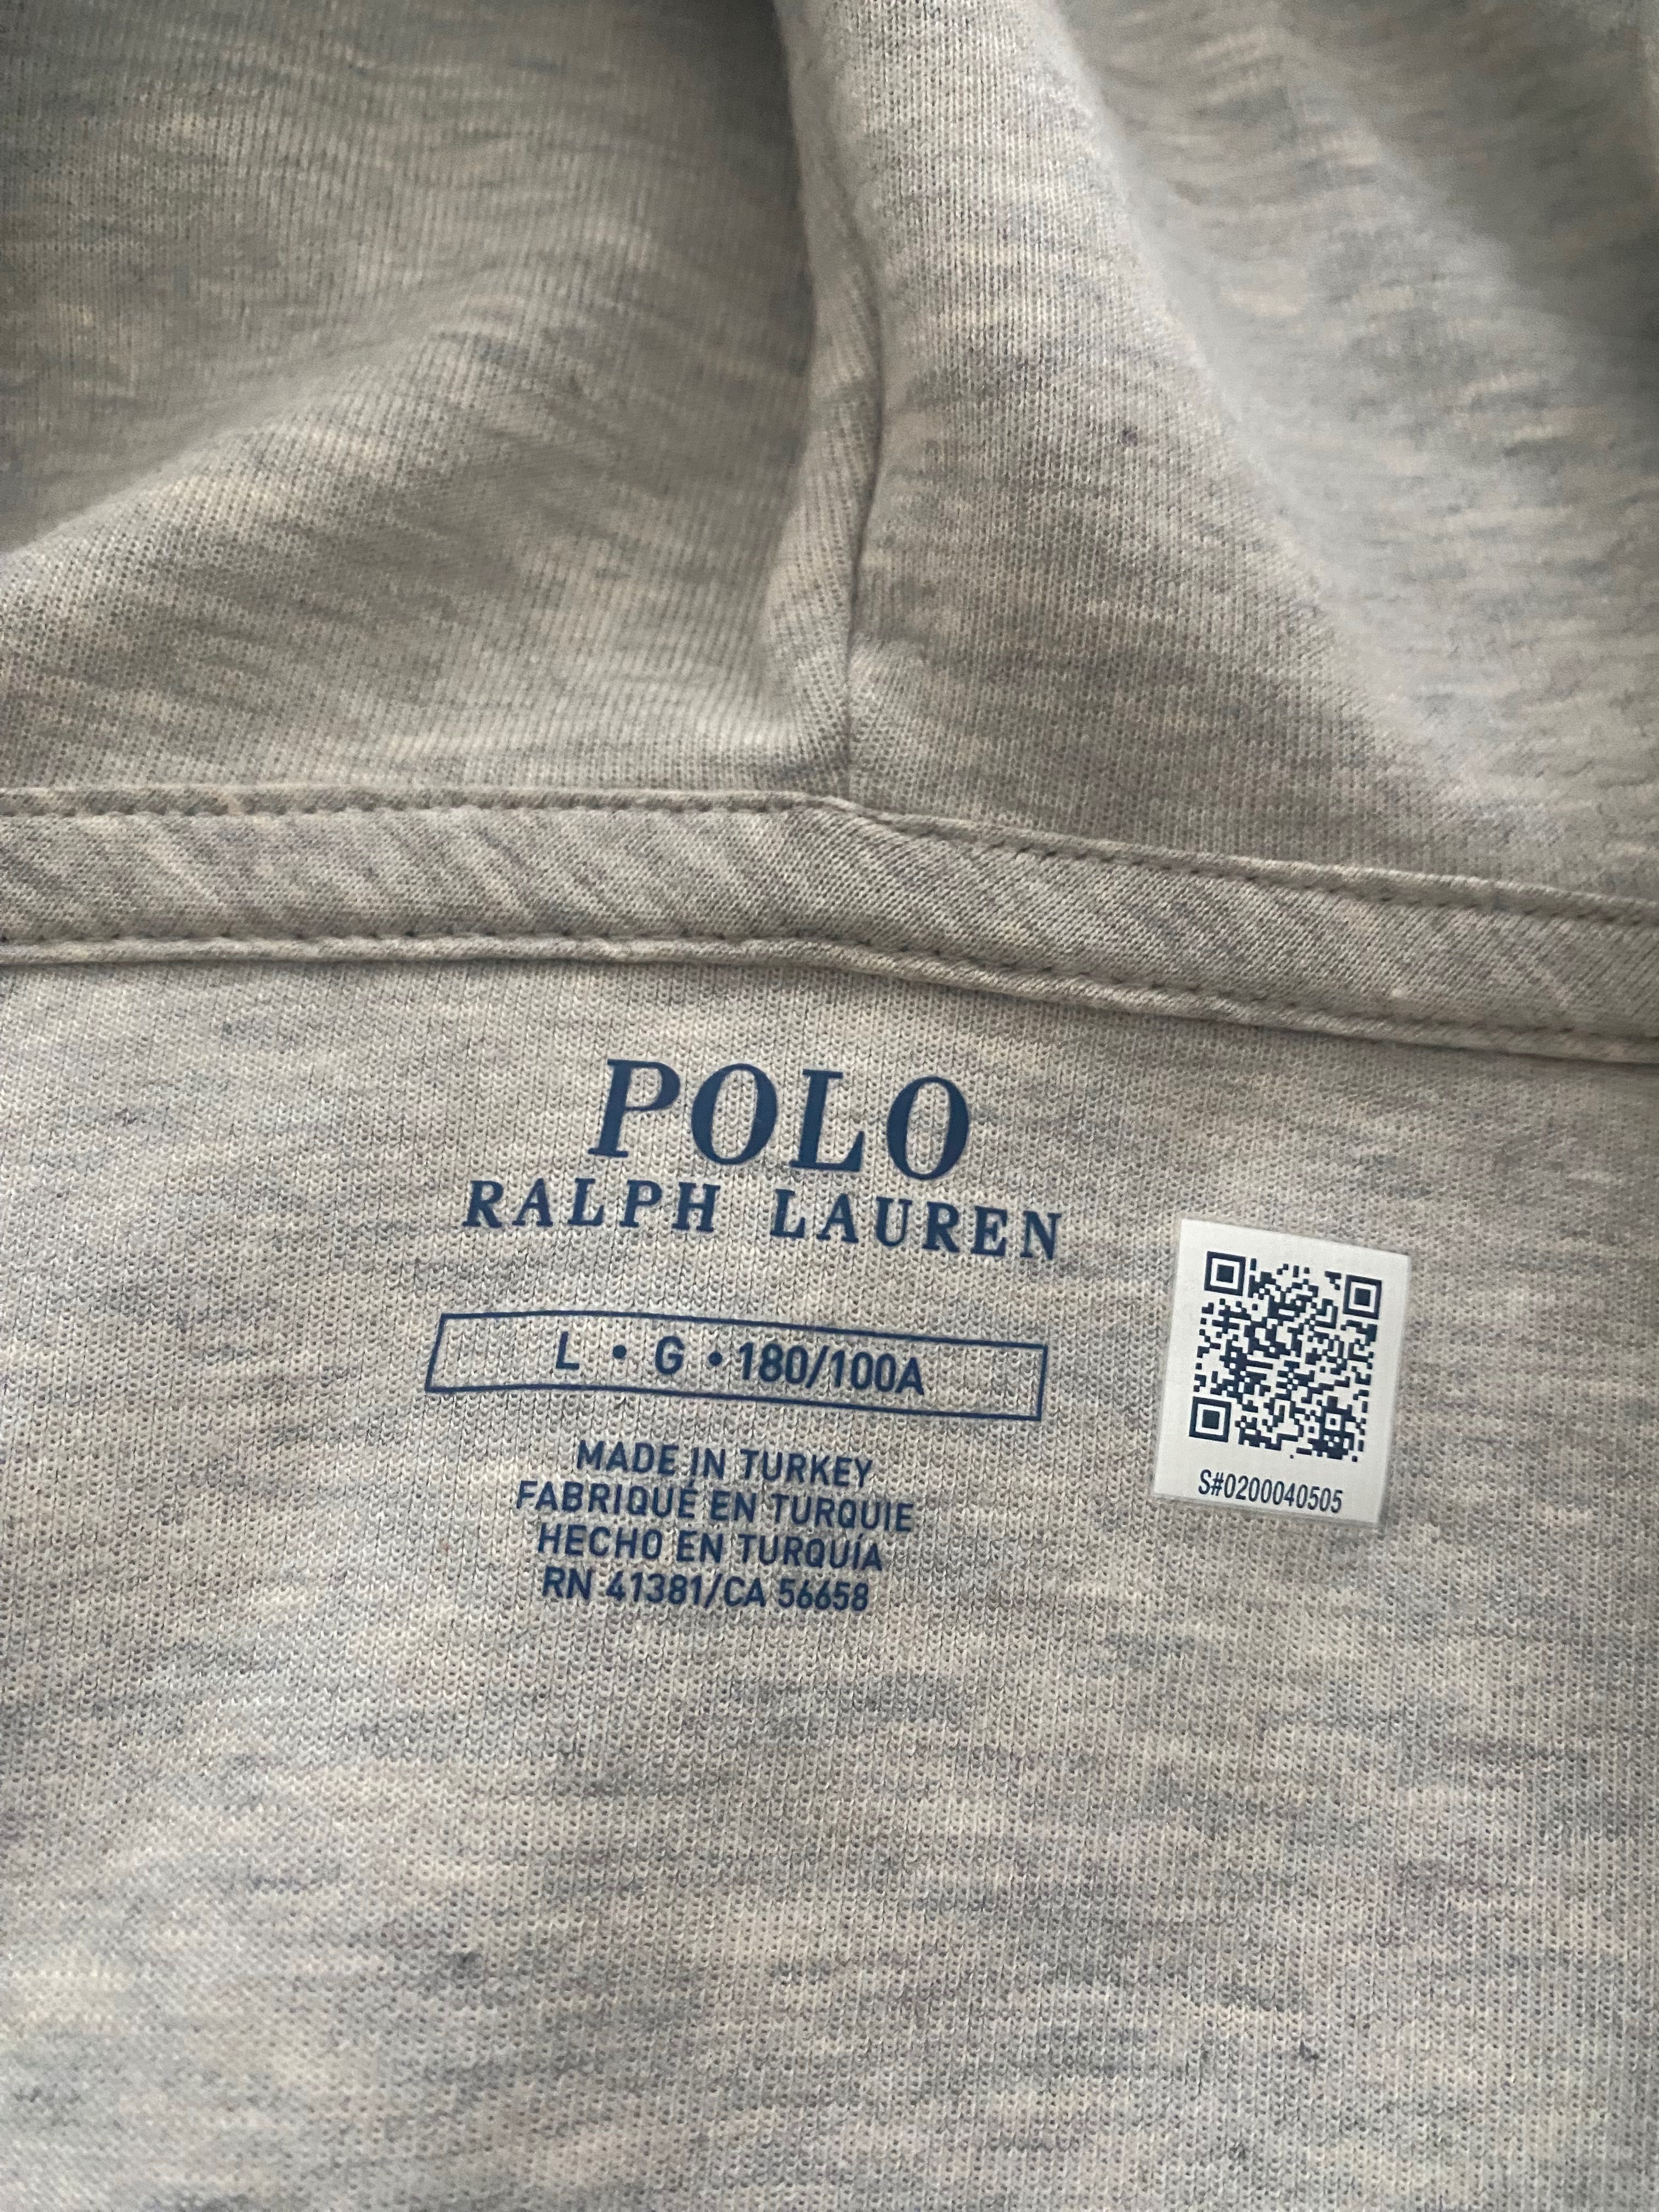 POLO
RALPH LAUREN
L • G • 180/100A
MADE IN TURKEY
FABRIQUÉ EN TURQUIE
HECHO EN TURQUÍA
RN 41381/CA 56658
S#0200040505